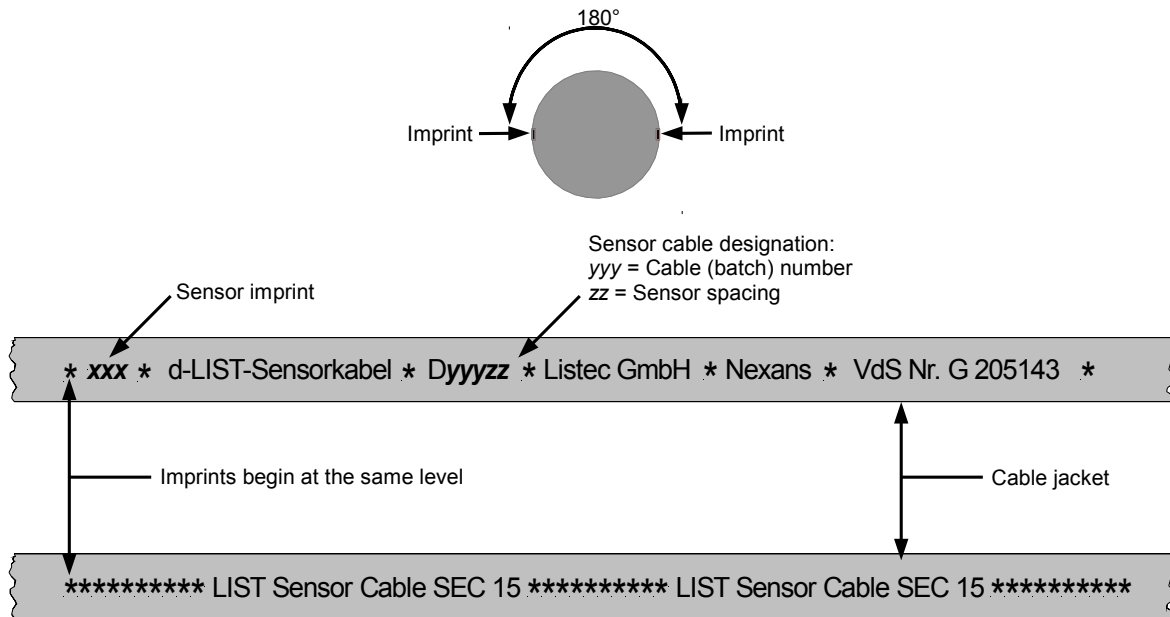 180°
Imprint
Imprint
Sensor cable designation:
yyy = Cable (batch) number
zz = Sensor spacing
Sensor imprint
* xxx * d-LIST-Sensorkabel * Dyyyzz * Listec GmbH * Nexans * VdS Nr. G 205143 *
Imprints begin at the same level
Cable jacket
********** LIST Sensor Cable SEC 15 ********** LIST Sensor Cable SEC 15 **********